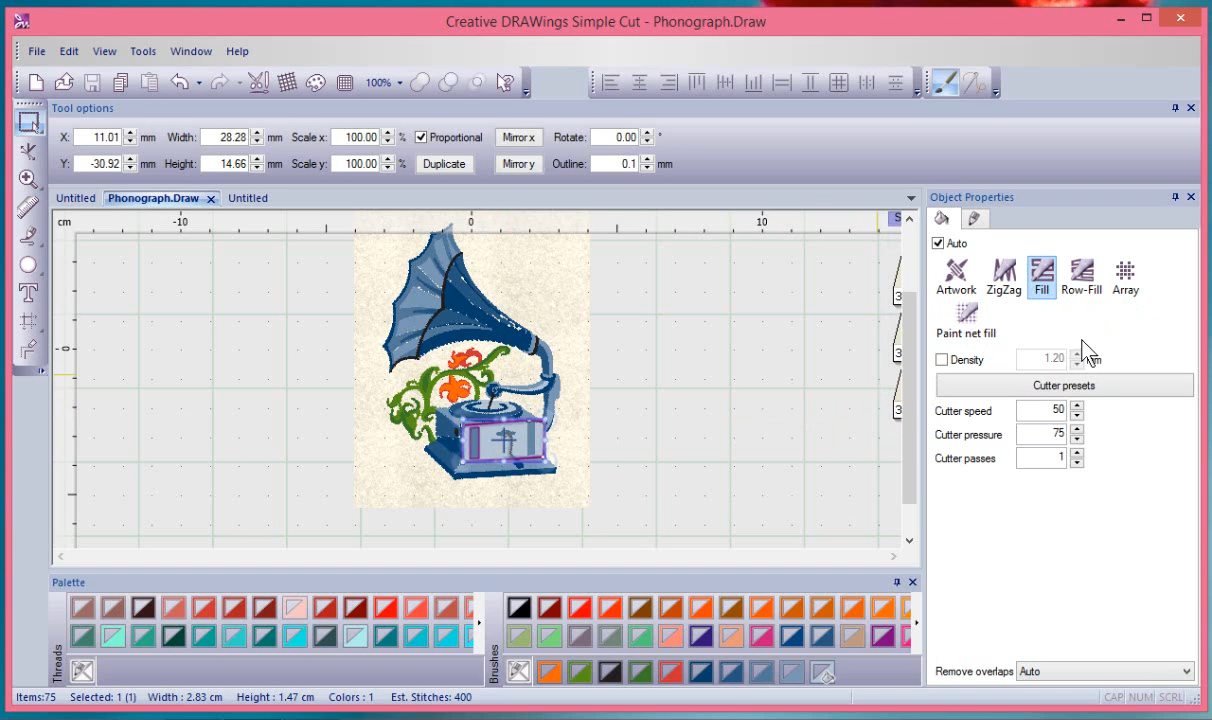 Creative DRAWings Simple Cut - Phonograph.Draw
File Edit View Tools Window Help
100%
Tool options
X: 11.01 mm Width: 28.28 mm Scale x: 100.00 % Proportional Mirror x Rotate: 0.00 °
Y: -30.92 mm Height: 14.66 mm Scale y: 100.00 % Duplicate Mirror y Outline: 0.1 mm
Untitled Phonograph.Draw Untitled
cm -10 0 10 S
0
3
3
3
Object Properties
Auto
Artwork ZigZag Fill Row-Fill Array
Paint net fill
Density 1.20
Cutter presets
Cutter speed 50
Cutter pressure 75
Cutter passes 1
Remove overlaps Auto
Palette
Threads
Brushes
Items:75 Selected: 1 (1) Width : 2.83 cm Height : 1.47 cm Colors : 1 Est. Stitches: 400 CAP NUM SCRL